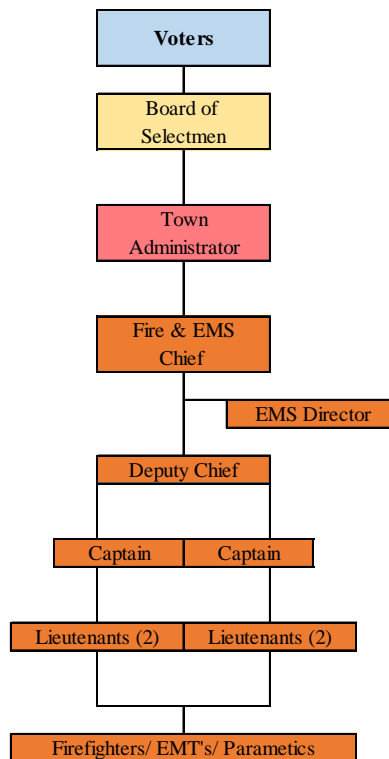 Voters
Board of
Selectmen
Town
Administrator
Fire & EMS
Chief
EMS Director
Deputy Chief
Captain
Captain
Lieutenants (2)
Lieutenants (2)
Firefighters/ EMT's/ Parametics